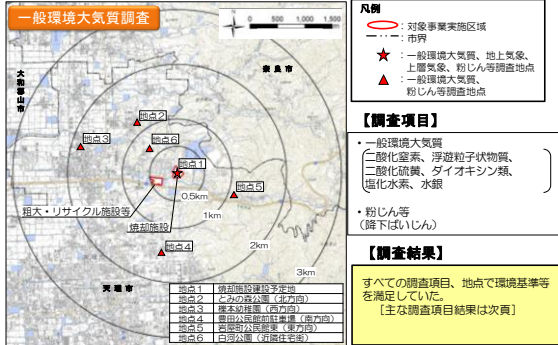 一般環境大気質調査
0 500 1,000 1,500
m
奈良市
大和郡山市
地点2
地点3
地点6
地点1
地点5
0.5km
粗大・リサイクル施設等
1km
焼却施設
地点4
2km
3km
天理市
地点1 焼却施設建設予定地
地点2 とみの森公園（北方向）
地点3 櫟本幼稚園（西方向）
地点4 豊田公民館前駐車場（南方向）
地点5 岩屋町公民館東（東方向）
地点6 白河公園（近隣住宅街）
凡例
：対象事業実施区域
：市界
：一般環境大気質、地上気象、
上層気象、粉じん等調査地点
：一般環境大気質、
粉じん等調査地点
【調査項目】
・一般環境大気質
二酸化窒素、浮遊粒子状物質、
二酸化硫黄、ダイオキシン類、
塩化水素、水銀
・粉じん等
（降下ばいじん）
【調査結果】
すべての調査項目、地点で環境基準等
を満足していた。
［主な調査項目結果は次頁］